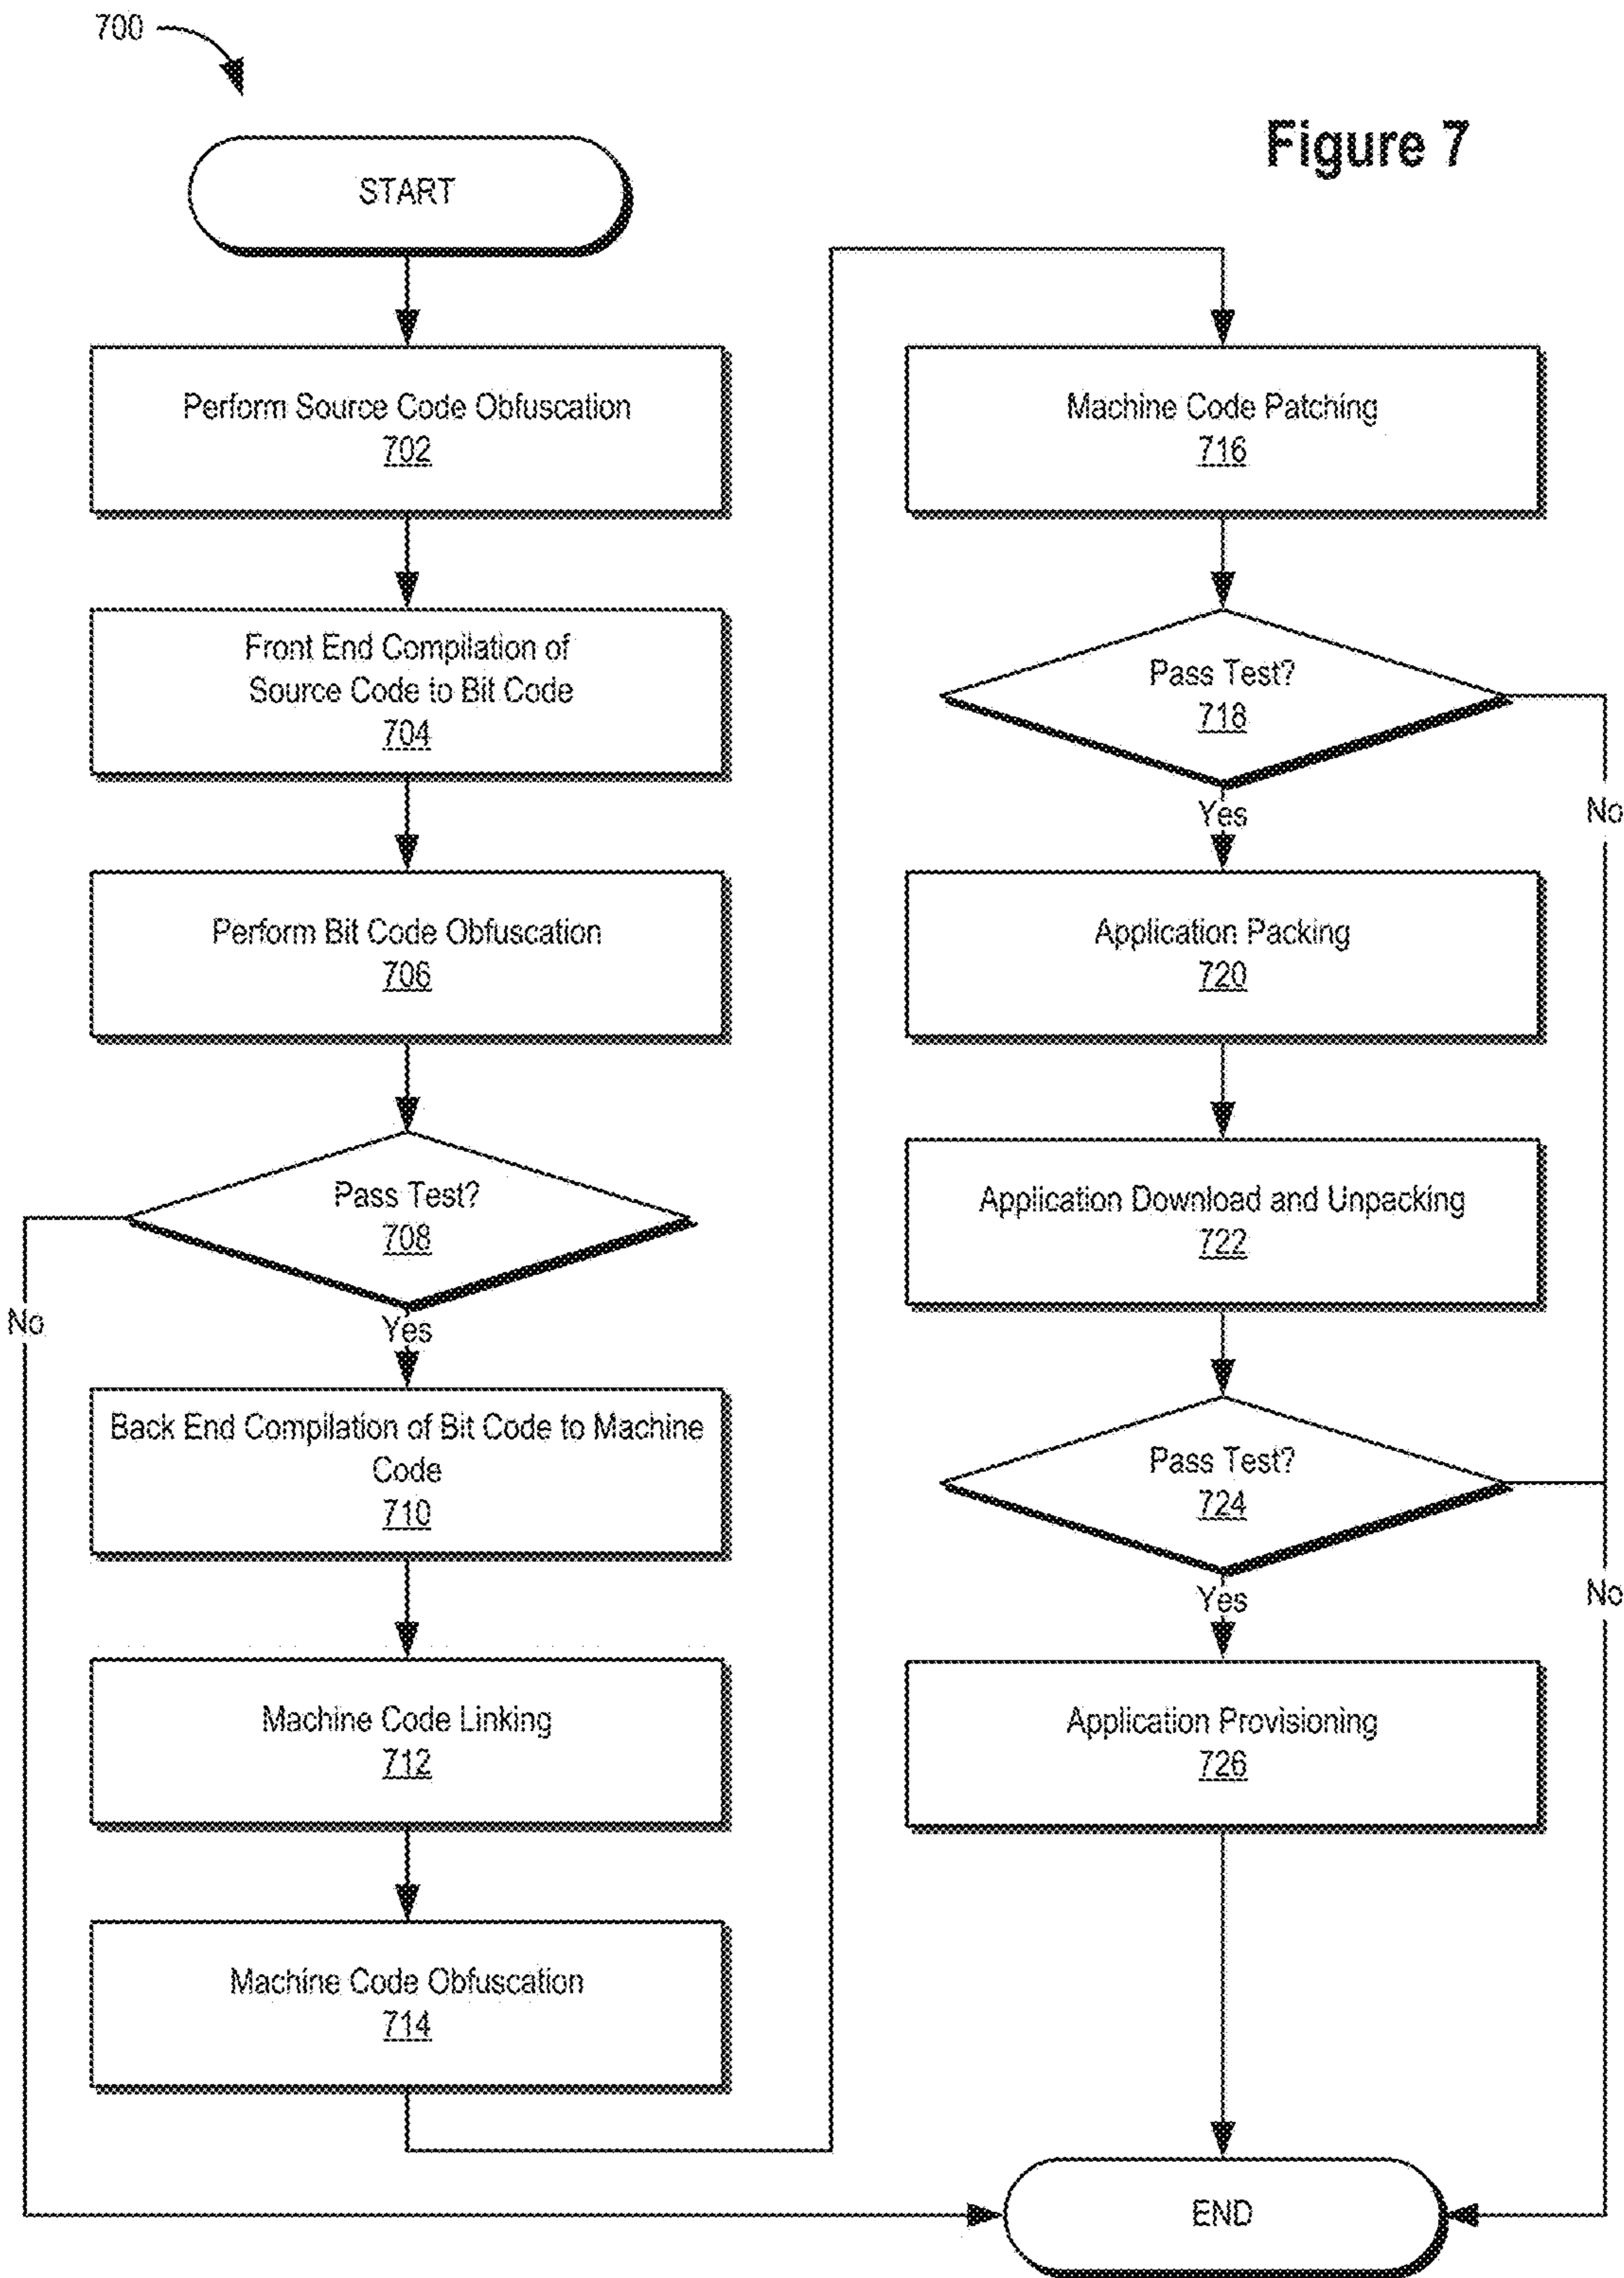 700
Figure 7
START
Perform Source Code Obfuscation
702
Front End Compilation of
Source Code to Bit Code
704
Perform Bit Code Obfuscation
706
Pass Test?
708
No
Yes
Back End Compilation of Bit Code to Machine
Code
710
Machine Code Linking
712
Machine Code Obfuscation
714
Machine Code Patching
716
Pass Test?
718
No
Yes
Application Packing
720
Application Download and Unpacking
722
Pass Test?
724
No
Yes
Application Provisioning
726
END